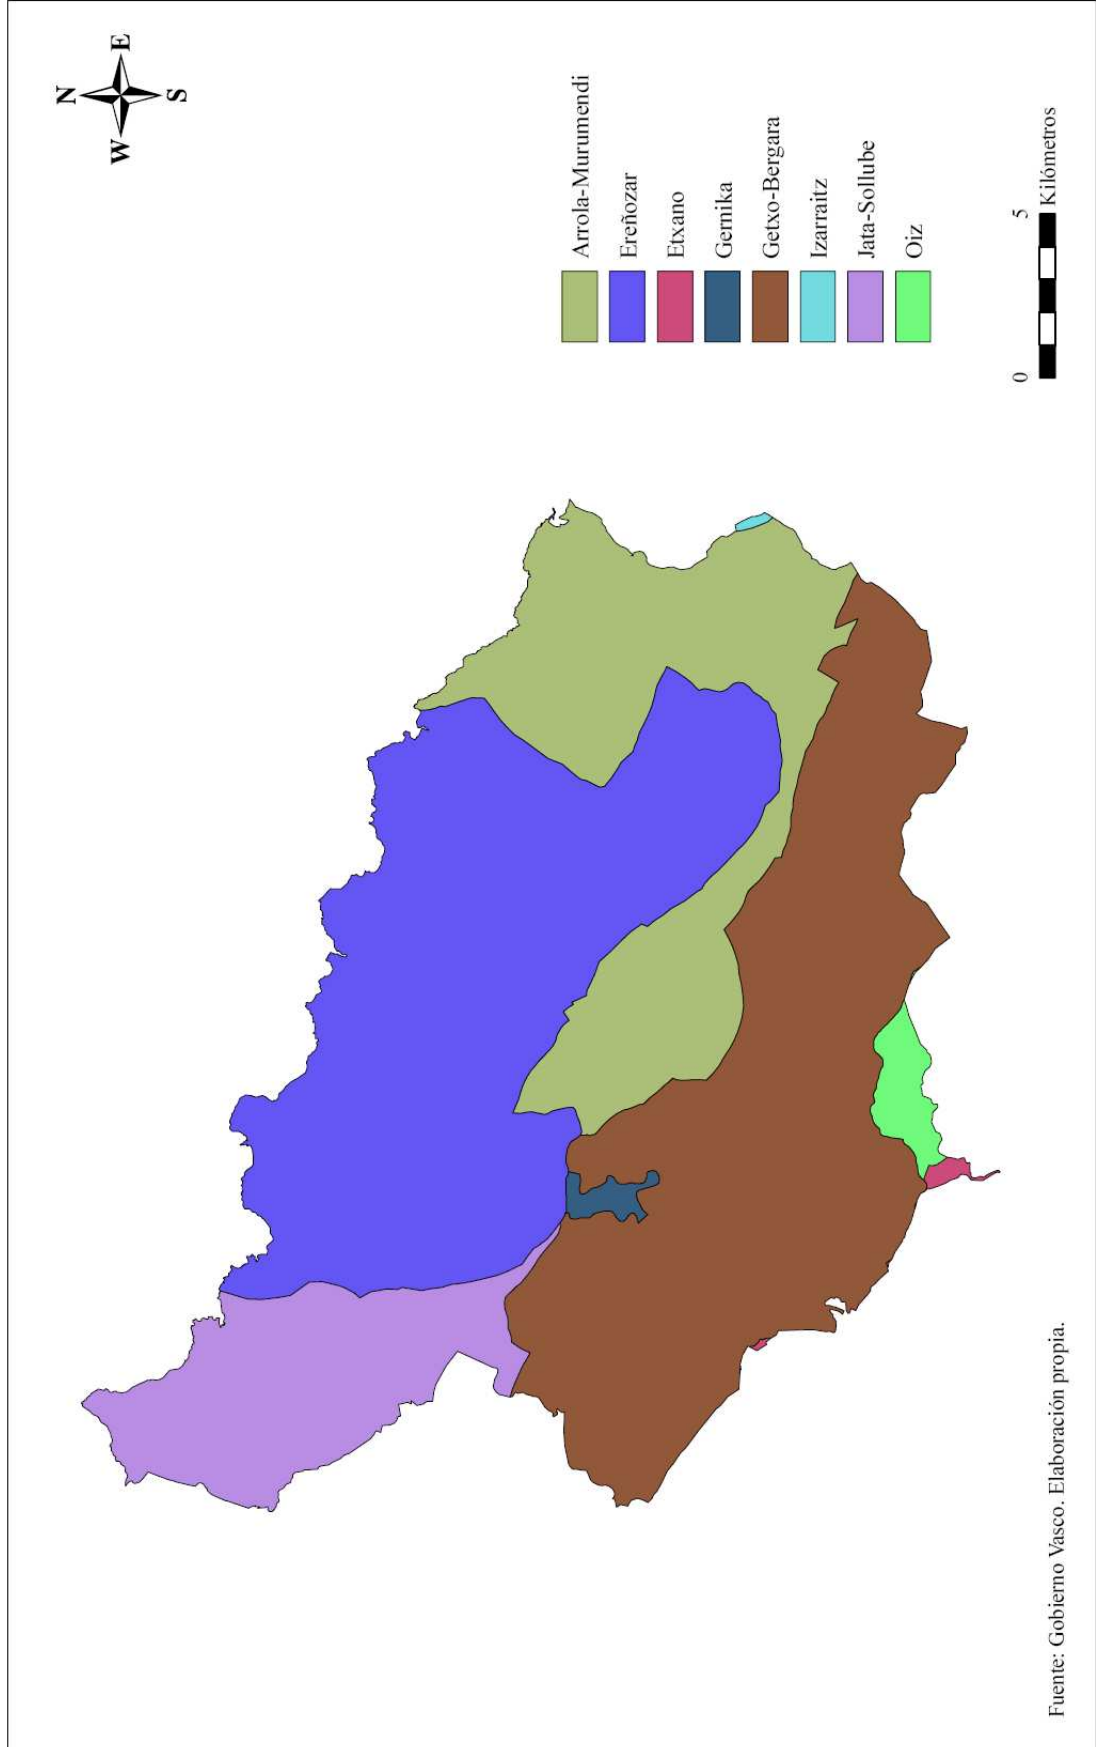 N
W
E
S
Arrola-Murumendi
Ereñozar
Etxano
Gernika
Getxo-Bergara
Izarraitz
Jata-Sollube
Oiz
0
5
Kilómetros
Fuente: Gobierno Vasco. Elaboración propia.